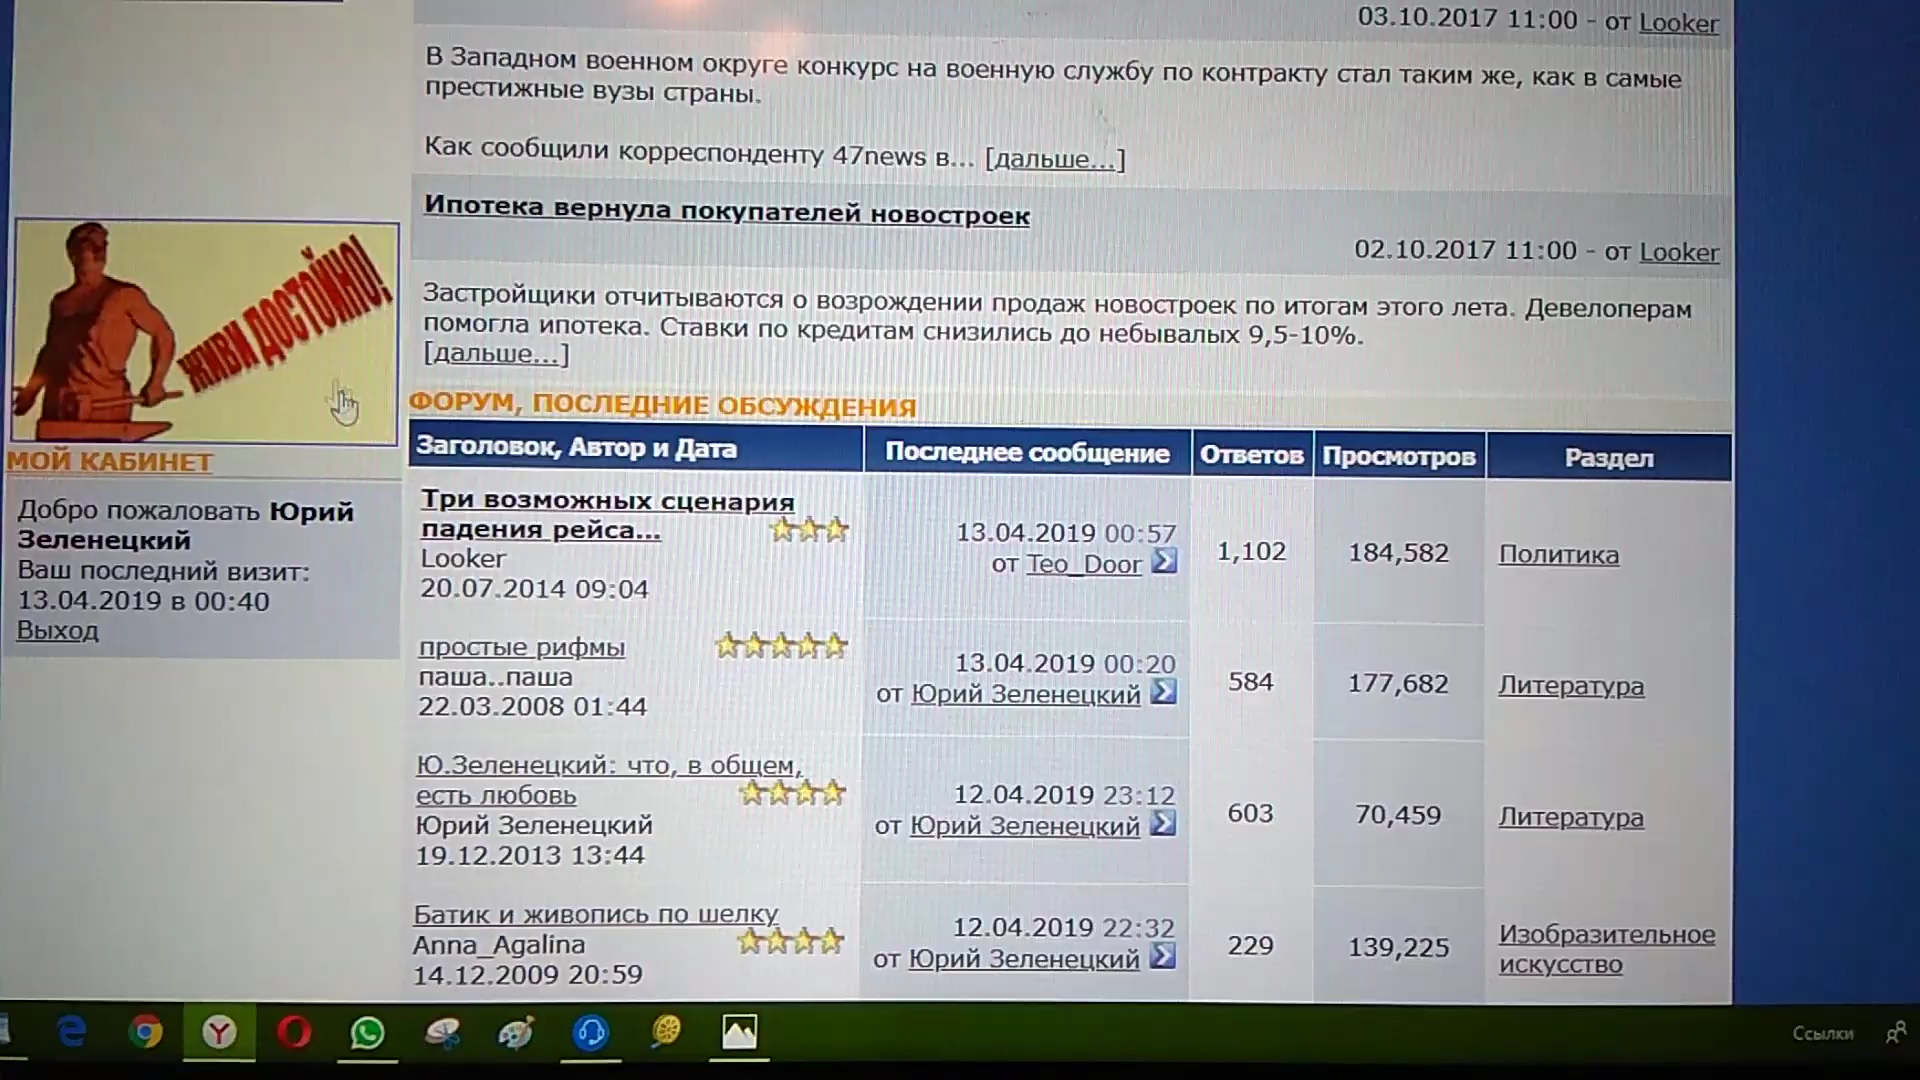 03.10.2017 11:00 - от Looker
В Западном военном округе конкурс на военную службу по контракту стал таким же, как в самые
престижные вузы страны.
Как сообщили корреспонденту 47news в... [дальше...]
Ипотека вернула покупателей новостроек
02.10.2017 11:00 - от Looker
Застройщики отчитываются о возрождении продаж новостроек по итогам этого лета. Девелоперам
помогла ипотека. Ставки по кредитам снизились до небывалых 9,5-10%.
[дальше...]
ЖИВИ ДОСТОЙНО!
МОЙ КАБИНЕТ
Добро пожаловать Юрий
Зеленецкий
Ваш последний визит:
13.04.2019 в 00:40
Выход
ФОРУМ, ПОСЛЕДНИЕ ОБСУЖДЕНИЯ
Заголовок, Автор и Дата Последнее сообщение Ответов Просмотров Раздел
Три возможных сценария
падения рейса...
Looker
20.07.2014 09:04
13.04.2019 00:57
от Teo_Door
1,102
184,582
Политика
простые рифмы
паша..паша
22.03.2008 01:44
13.04.2019 00:20
от Юрий Зеленецкий
584
177,682
Литература
Ю.Зеленецкий: что, в общем,
есть любовь
Юрий Зеленецкий
19.12.2013 13:44
12.04.2019 23:12
от Юрий Зеленецкий
603
70,459
Литература
Батик и живопись по шелку
Anna_Agalina
14.12.2009 20:59
12.04.2019 22:32
от Юрий Зеленецкий
229
139,225
Изобразительное
искусство
Ссылки